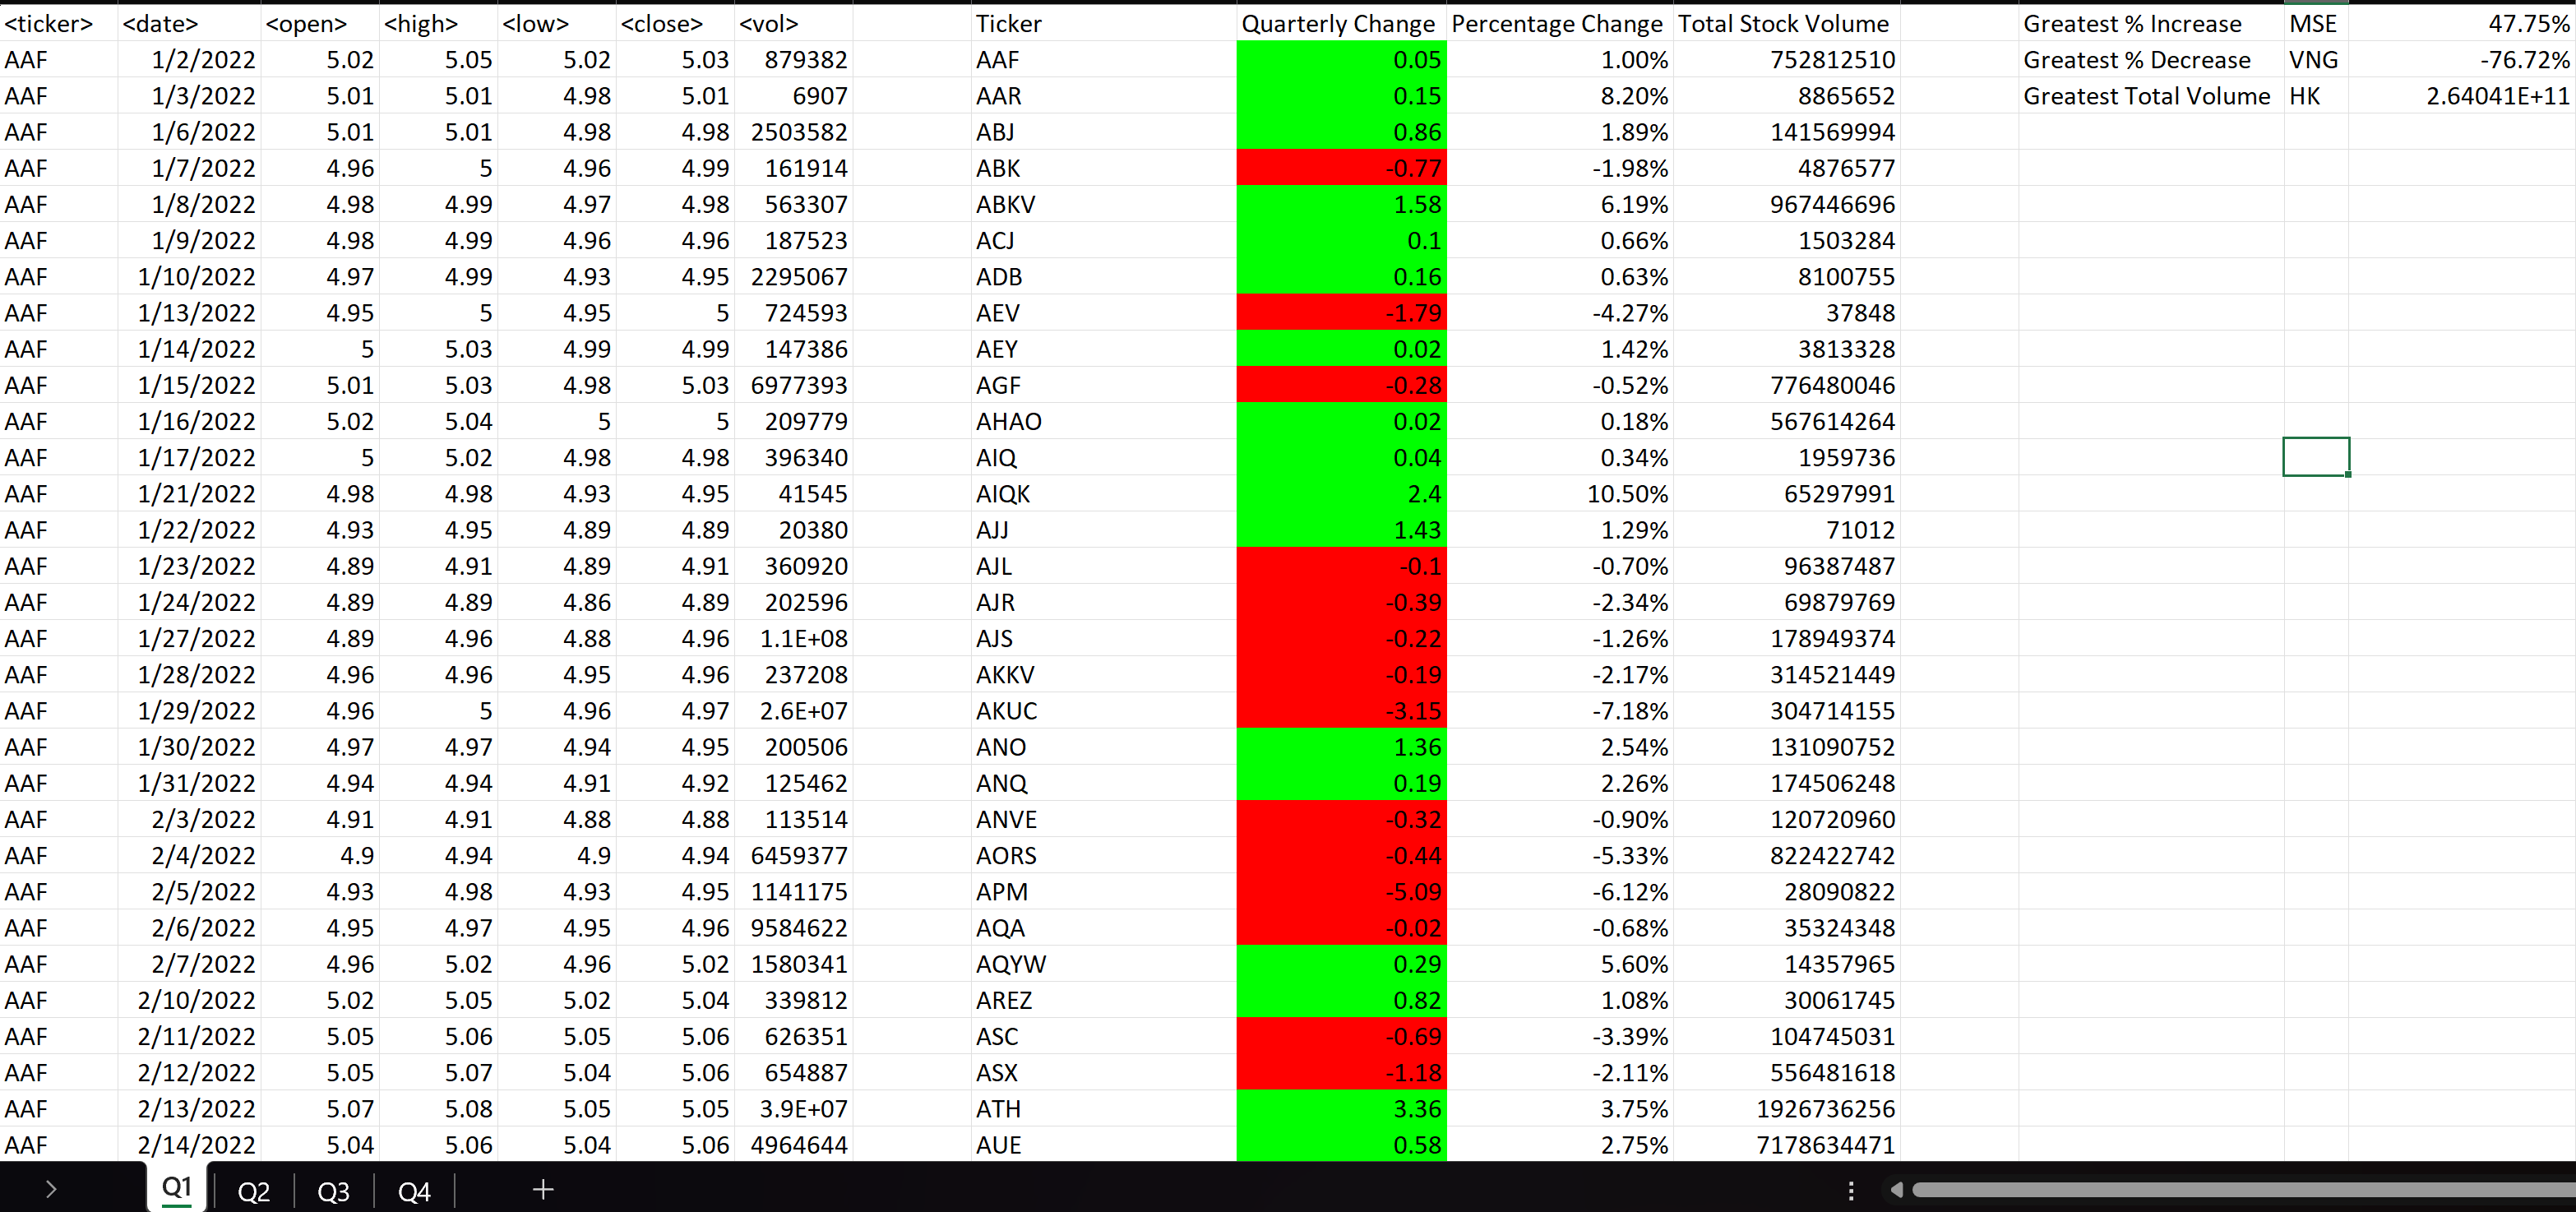 <ticker> <date> <open> <high> <low> <close> <vol> Ticker Quarterly Change Percentage Change Total Stock Volume Greatest % Increase MSE 47.75%
AAF 1/2/2022 5.02 5.05 5.02 5.03 879382 AAF 0.05 1.00% 752812510 Greatest % Decrease VNG -76.72%
AAF 1/3/2022 5.01 5.01 4.98 5.01 6907 AAR 0.15 8.20% 8865652 Greatest Total Volume HK 2.64041E+11
AAF 1/6/2022 5.01 5.01 4.98 4.98 2503582 ABJ 0.86 1.89% 141569994
AAF 1/7/2022 4.96 5 4.96 4.99 161914 ABK -0.77 -1.98% 4876577
AAF 1/8/2022 4.98 4.99 4.97 4.98 563307 ABKV 1.58 6.19% 967446696
AAF 1/9/2022 4.98 4.99 4.96 4.96 187523 ACJ 0.1 0.66% 1503284
AAF 1/10/2022 4.97 4.99 4.93 4.95 2295067 ADB 0.16 0.63% 8100755
AAF 1/13/2022 4.95 5 4.95 5 724593 AEV -1.79 -4.27% 37848
AAF 1/14/2022 5 5.03 4.99 4.99 147386 AEY 0.02 1.42% 3813328
AAF 1/15/2022 5.01 5.03 4.98 5.03 6977393 AGF -0.28 -0.52% 776480046
AAF 1/16/2022 5.02 5.04 5 5 209779 AHAO 0.02 0.18% 567614264
AAF 1/17/2022 5 5.02 4.98 4.98 396340 AIQ 0.04 0.34% 1959736
AAF 1/21/2022 4.98 4.98 4.93 4.95 41545 AIQK 2.4 10.50% 65297991
AAF 1/22/2022 4.93 4.95 4.89 4.89 20380 AJJ 1.43 1.29% 71012
AAF 1/23/2022 4.89 4.91 4.89 4.91 360920 AJL -0.1 -0.70% 96387487
AAF 1/24/2022 4.89 4.89 4.86 4.89 202596 AJR -0.39 -2.34% 69879769
AAF 1/27/2022 4.89 4.96 4.88 4.96 1.1E+08 AJS -0.22 -1.26% 178949374
AAF 1/28/2022 4.96 4.96 4.95 4.96 237208 AKKV -0.19 -2.17% 314521449
AAF 1/29/2022 4.96 5 4.96 4.97 2.6E+07 AKUC -3.15 -7.18% 304714155
AAF 1/30/2022 4.97 4.97 4.94 4.95 200506 ANO 1.36 2.54% 131090752
AAF 1/31/2022 4.94 4.94 4.91 4.92 125462 ANQ 0.19 2.26% 174506248
AAF 2/3/2022 4.91 4.91 4.88 4.88 113514 ANVE -0.32 -0.90% 120720960
AAF 2/4/2022 4.9 4.94 4.9 4.94 6459377 AORS -0.44 -5.33% 822422742
AAF 2/5/2022 4.93 4.98 4.93 4.95 1141175 APM -5.09 -6.12% 28090822
AAF 2/6/2022 4.95 4.97 4.95 4.96 9584622 AQA -0.02 -0.68% 35324348
AAF 2/7/2022 4.96 5.02 4.96 5.02 1580341 AQYW 0.29 5.60% 14357965
AAF 2/10/2022 5.02 5.05 5.02 5.04 339812 AREZ 0.82 1.08% 30061745
AAF 2/11/2022 5.05 5.06 5.05 5.06 626351 ASC -0.69 -3.39% 104745031
AAF 2/12/2022 5.05 5.07 5.04 5.06 654887 ASX -1.18 -2.11% 556481618
AAF 2/13/2022 5.07 5.08 5.05 5.05 3.9E+07 ATH 3.36 3.75% 1926736256
AAF 2/14/2022 5.04 5.06 5.04 5.06 4964644 AUE 0.58 2.75% 7178634471
Q1 Q2 Q3 Q4